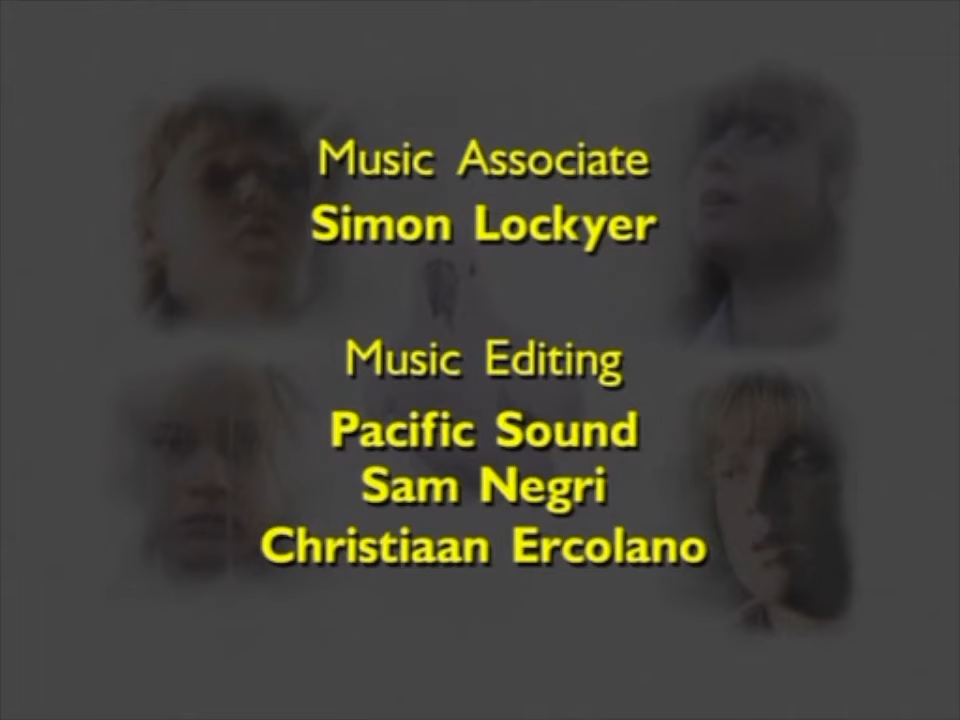 Music Associate
Simon Lockyer
Music Editing
Pacific Sound
Sam Negri
Christiaan Ercolano